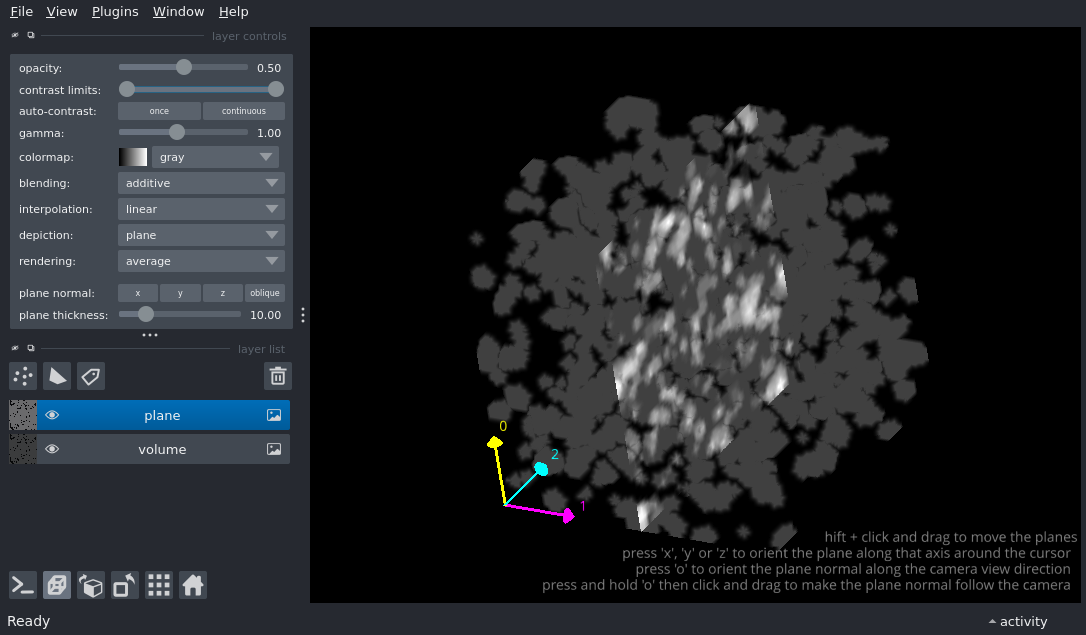 File View Plugins Window Help
layer controls
opacity: 0.50
contrast limits:
auto-contrast: once continuous
gamma: 1.00
colormap: gray
blending: additive
interpolation: linear
depiction: plane
rendering: average
plane normal: x y z oblique
plane thickness: 10.00
layer list
plane
volume
0
2
1
hift + click and drag to move the planes
press 'x', 'y' or 'z' to orient the plane along that axis around the cursor
press 'o' to orient the plane normal along the camera view direction
press and hold 'o' then click and drag to make the plane normal follow the camera
Ready
activity